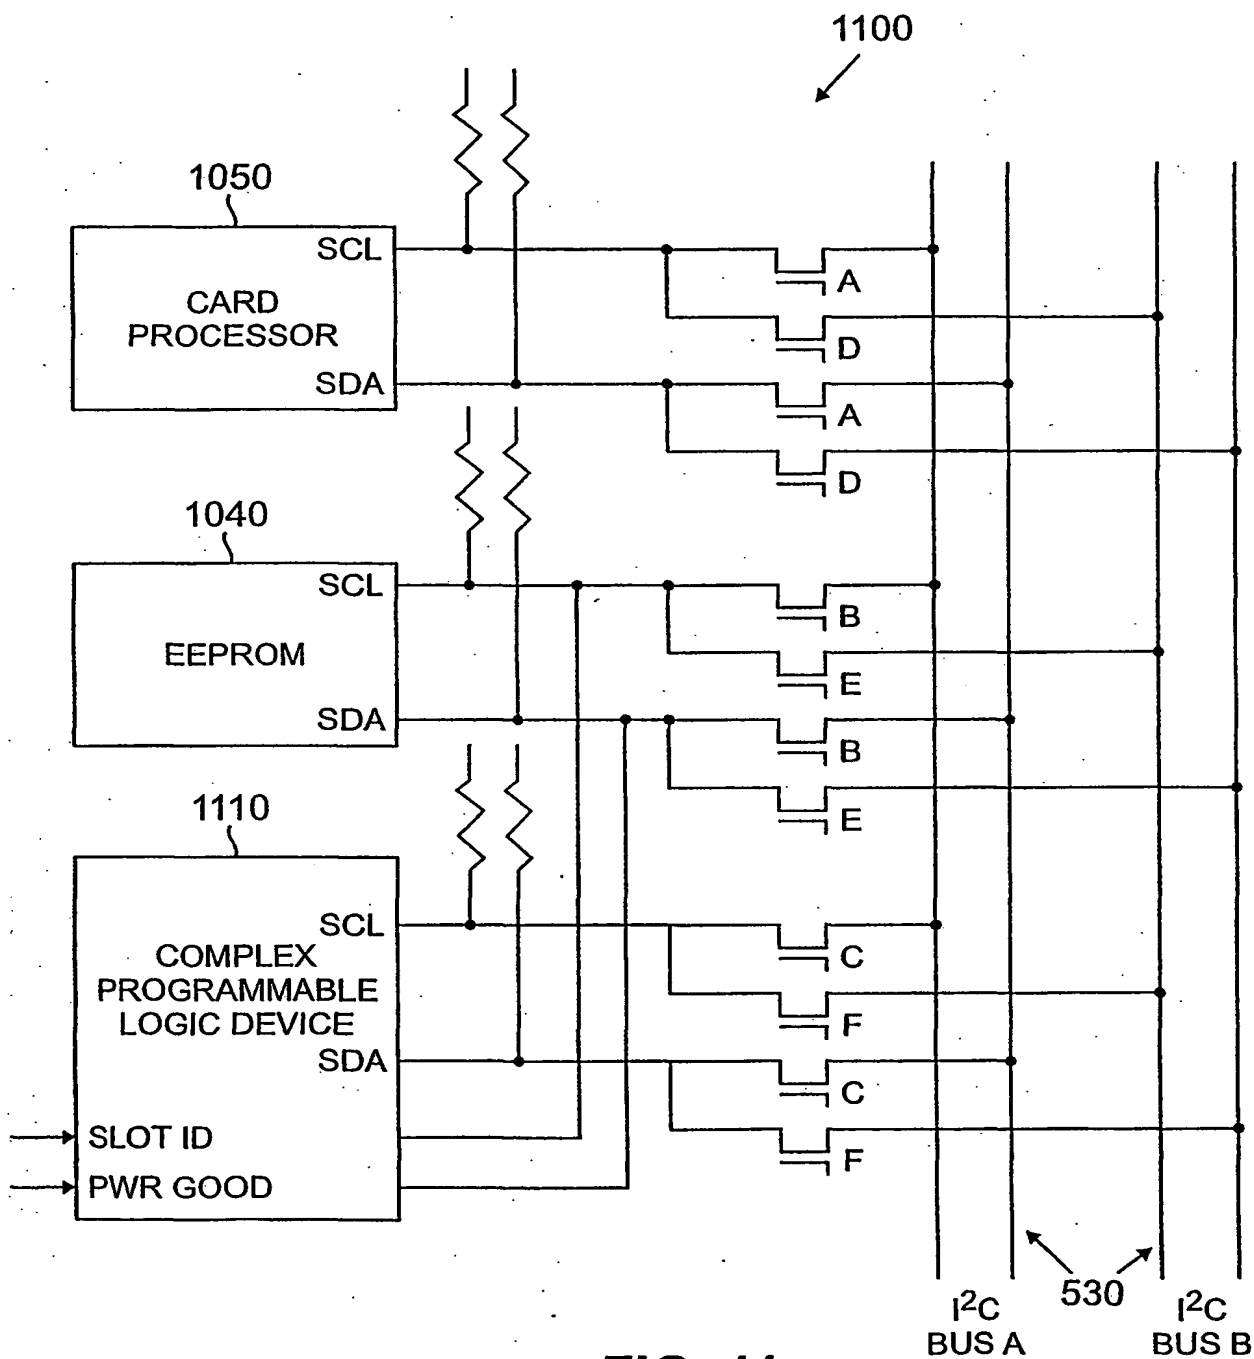 1100
1050
SCL
CARD
PROCESSOR
SDA
A
D
A
D
1040
SCL
EEPROM
SDA
B
E
B
E
1110
SCL
COMPLEX
PROGRAMMABLE
LOGIC DEVICE
SDA
SLOT ID
PWR GOOD
C
F
C
F
530
I²C
BUS A
I²C
BUS B